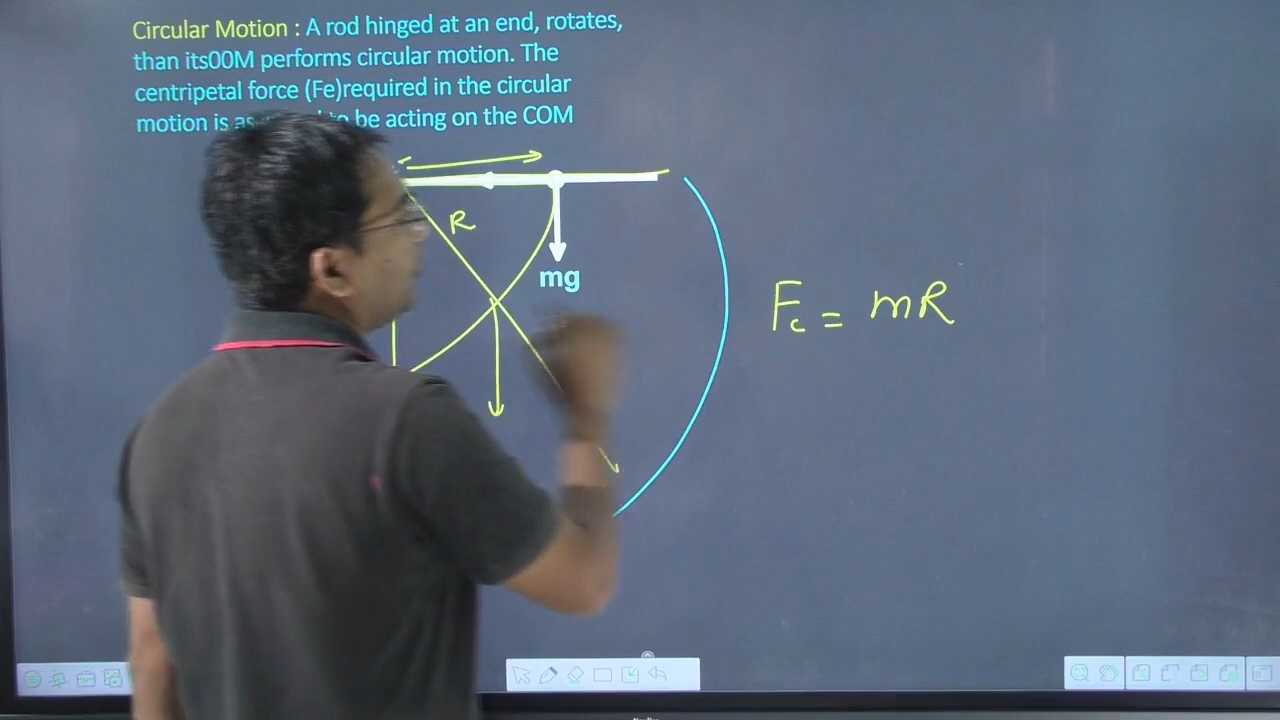 Circular Motion : A rod hinged at an end, rotates,
than its00M performs circular motion. The
centripetal force (Fe)required in the circular
motion is to be acting on the COM
R
mg
Fc = mR